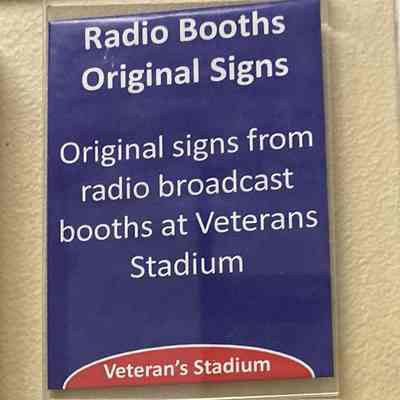 Radio Booths
Original Signs
Original signs from
radio broadcast
booths at Veterans
Stadium
Veteran's Stadium